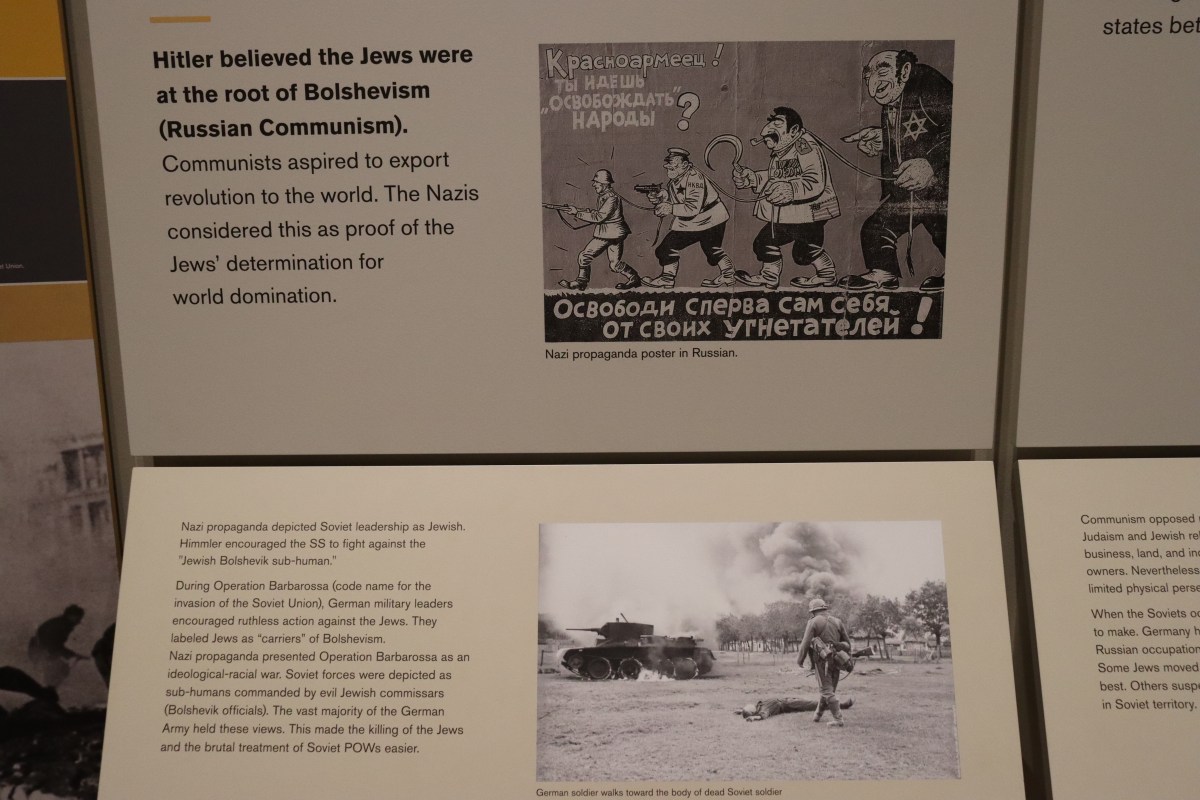 Hitler believed the Jews were
at the root of Bolshevism
(Russian Communism).
Communists aspired to export
revolution to the world. The Nazis
considered this as proof of the
Jews' determination for
world domination.
Красноармеец!
ТЫ ИДЕШЬ
„ОСВОБОЖДАТЬ"
НАРОДЫ?
НКВД
Освободи сперва сам себя
от своих угнетателей!
Nazi propaganda poster in Russian.
Nazi propaganda depicted Soviet leadership as Jewish.
Himmler encouraged the SS to fight against the
"Jewish Bolshevik sub-human."
During Operation Barbarossa (code name for the
invasion of the Soviet Union), German military leaders
encouraged ruthless action against the Jews. They
labeled Jews as "carriers" of Bolshevism.
Nazi propaganda presented Operation Barbarossa as an
ideological-racial war. Soviet forces were depicted as
sub-humans commanded by evil Jewish commissars
(Bolshevik officials). The vast majority of the German
Army held these views. This made the killing of the Jews
and the brutal treatment of Soviet POWs easier.
German soldier walks toward the body of dead Soviet soldier
states
Communism opposed
Judaism and Jewish
business, land, and
owners. Nevertheless
limited physical
When the Soviets
to make. Germany
Russian occupation
Some Jews moved
best. Others
in Soviet territory.
Union.